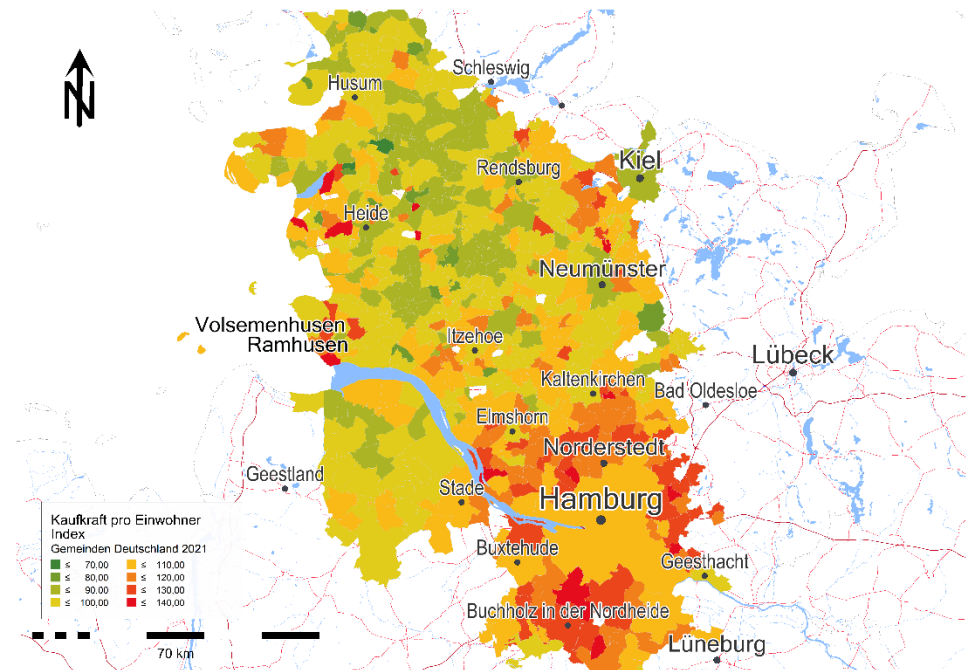 N
Schleswig
Husum
Kiel
Rendsburg
Heide
Neumünster
Volsemenhusen
Ramhusen
Itzehoe
Lübeck
Kaltenkirchen
Bad Oldesloe
Elmshorn
Norderstedt
Geestland
Stade
Hamburg
Buxtehude
Geesthacht
Buchholz in der Nordheide
Lüneburg
Kaufkraft pro Einwohner
Index
Gemeinden Deutschland 2021
≤ 70,00 ≤ 110,00
≤ 80,00 ≤ 120,00
≤ 90,00 ≤ 130,00
≤ 100,00 ≤ 140,00
70 km